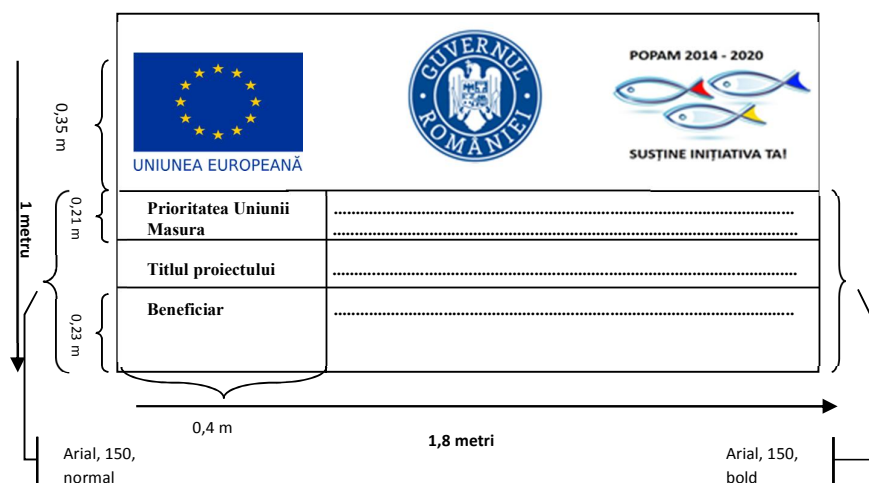 POPAM 2014 - 2020
GUVERNUL ROMÂNIEI
UNIUNEA EUROPEANĂ
SUSȚINE INIȚIATIVA TA!
0,35 m
1 metru
0,21 m
Prioritatea Uniunii ..........................................................................................
Masura ..........................................................................................
Titlul proiectului ..........................................................................................
Beneficiar ..........................................................................................
0,23 m
0,4 m
1,8 metri
Arial, 150,
normal
Arial, 150,
bold